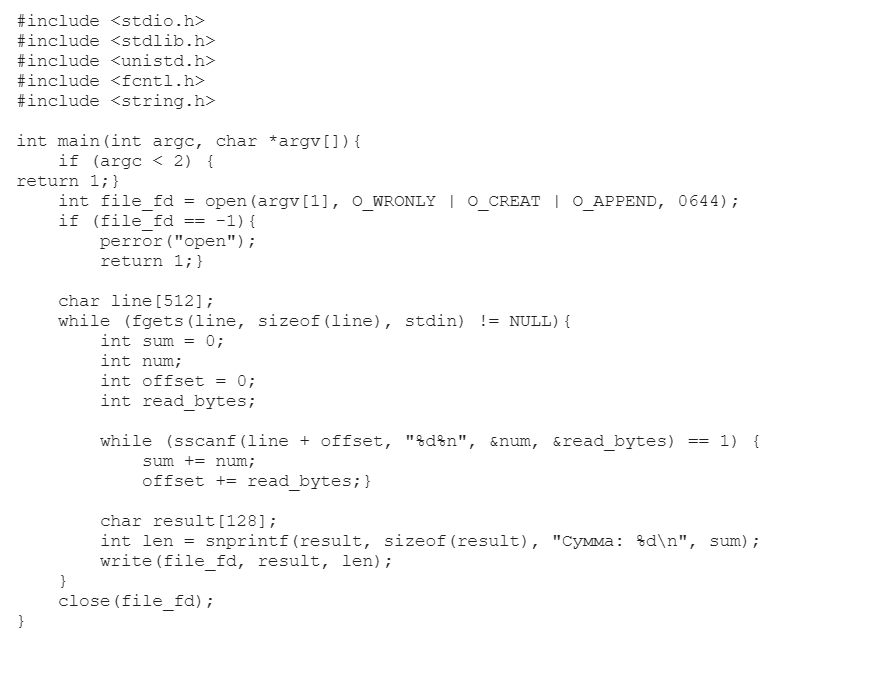 #include <stdio.h>
#include <stdlib.h>
#include <unistd.h>
#include <fcntl.h>
#include <string.h>

int main(int argc, char *argv[]){
    if (argc < 2) {
return 1;}
    int file_fd = open(argv[1], O_WRONLY | O_CREAT | O_APPEND, 0644);
    if (file_fd == -1){
        perror("open");
        return 1;}

    char line[512];
    while (fgets(line, sizeof(line), stdin) != NULL){
        int sum = 0;
        int num;
        int offset = 0;
        int read_bytes;

        while (sscanf(line + offset, "%d%n", &num, &read_bytes) == 1) {
            sum += num;
            offset += read_bytes;}

        char result[128];
        int len = snprintf(result, sizeof(result), "Сумма: %d\n", sum);
        write(file_fd, result, len);
    }
    close(file_fd);
}